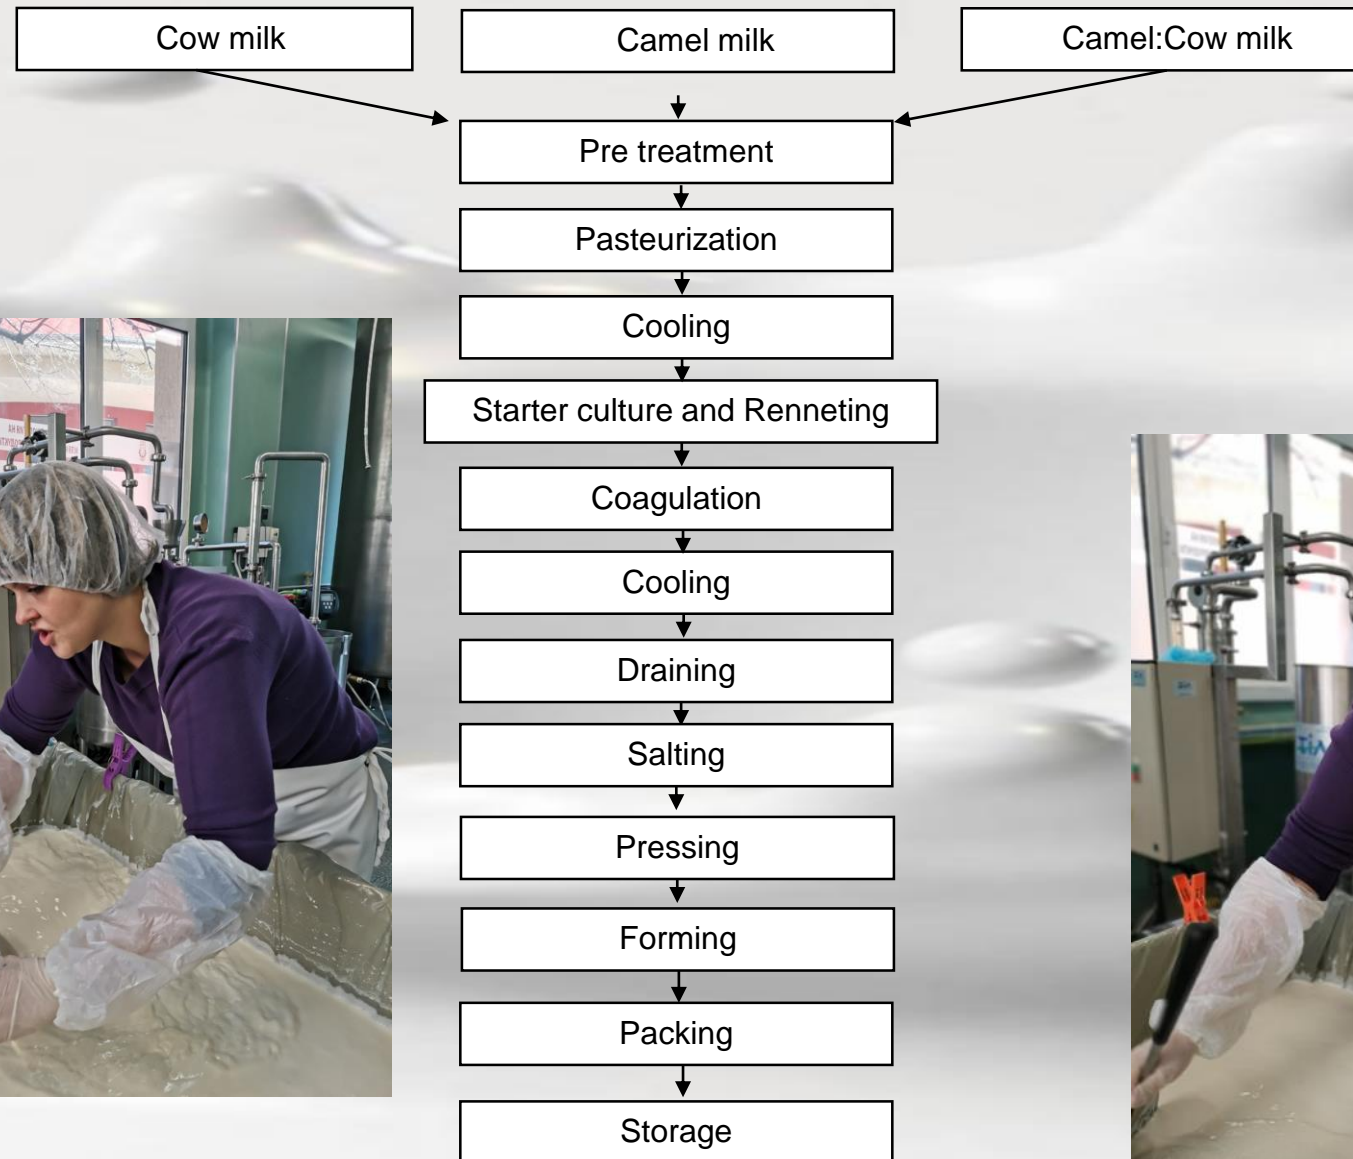 Cow milk
Camel milk
Camel:Cow milk
Pre treatment
Pasteurization
Cooling
Starter culture and Renneting
Coagulation
Cooling
Draining
Salting
Pressing
Forming
Packing
Storage